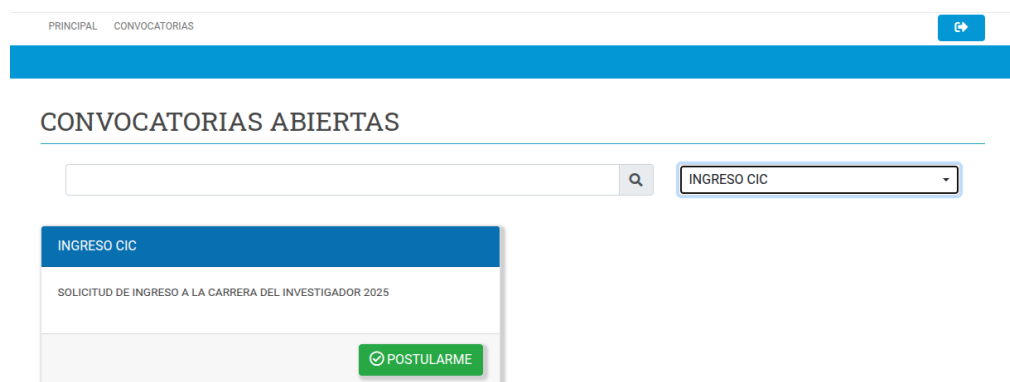 PRINCIPAL CONVOCATORIAS
CONVOCATORIAS ABIERTAS
INGRESO CIC
INGRESO CIC
SOLICITUD DE INGRESO A LA CARRERA DEL INVESTIGADOR 2025
POSTULARME